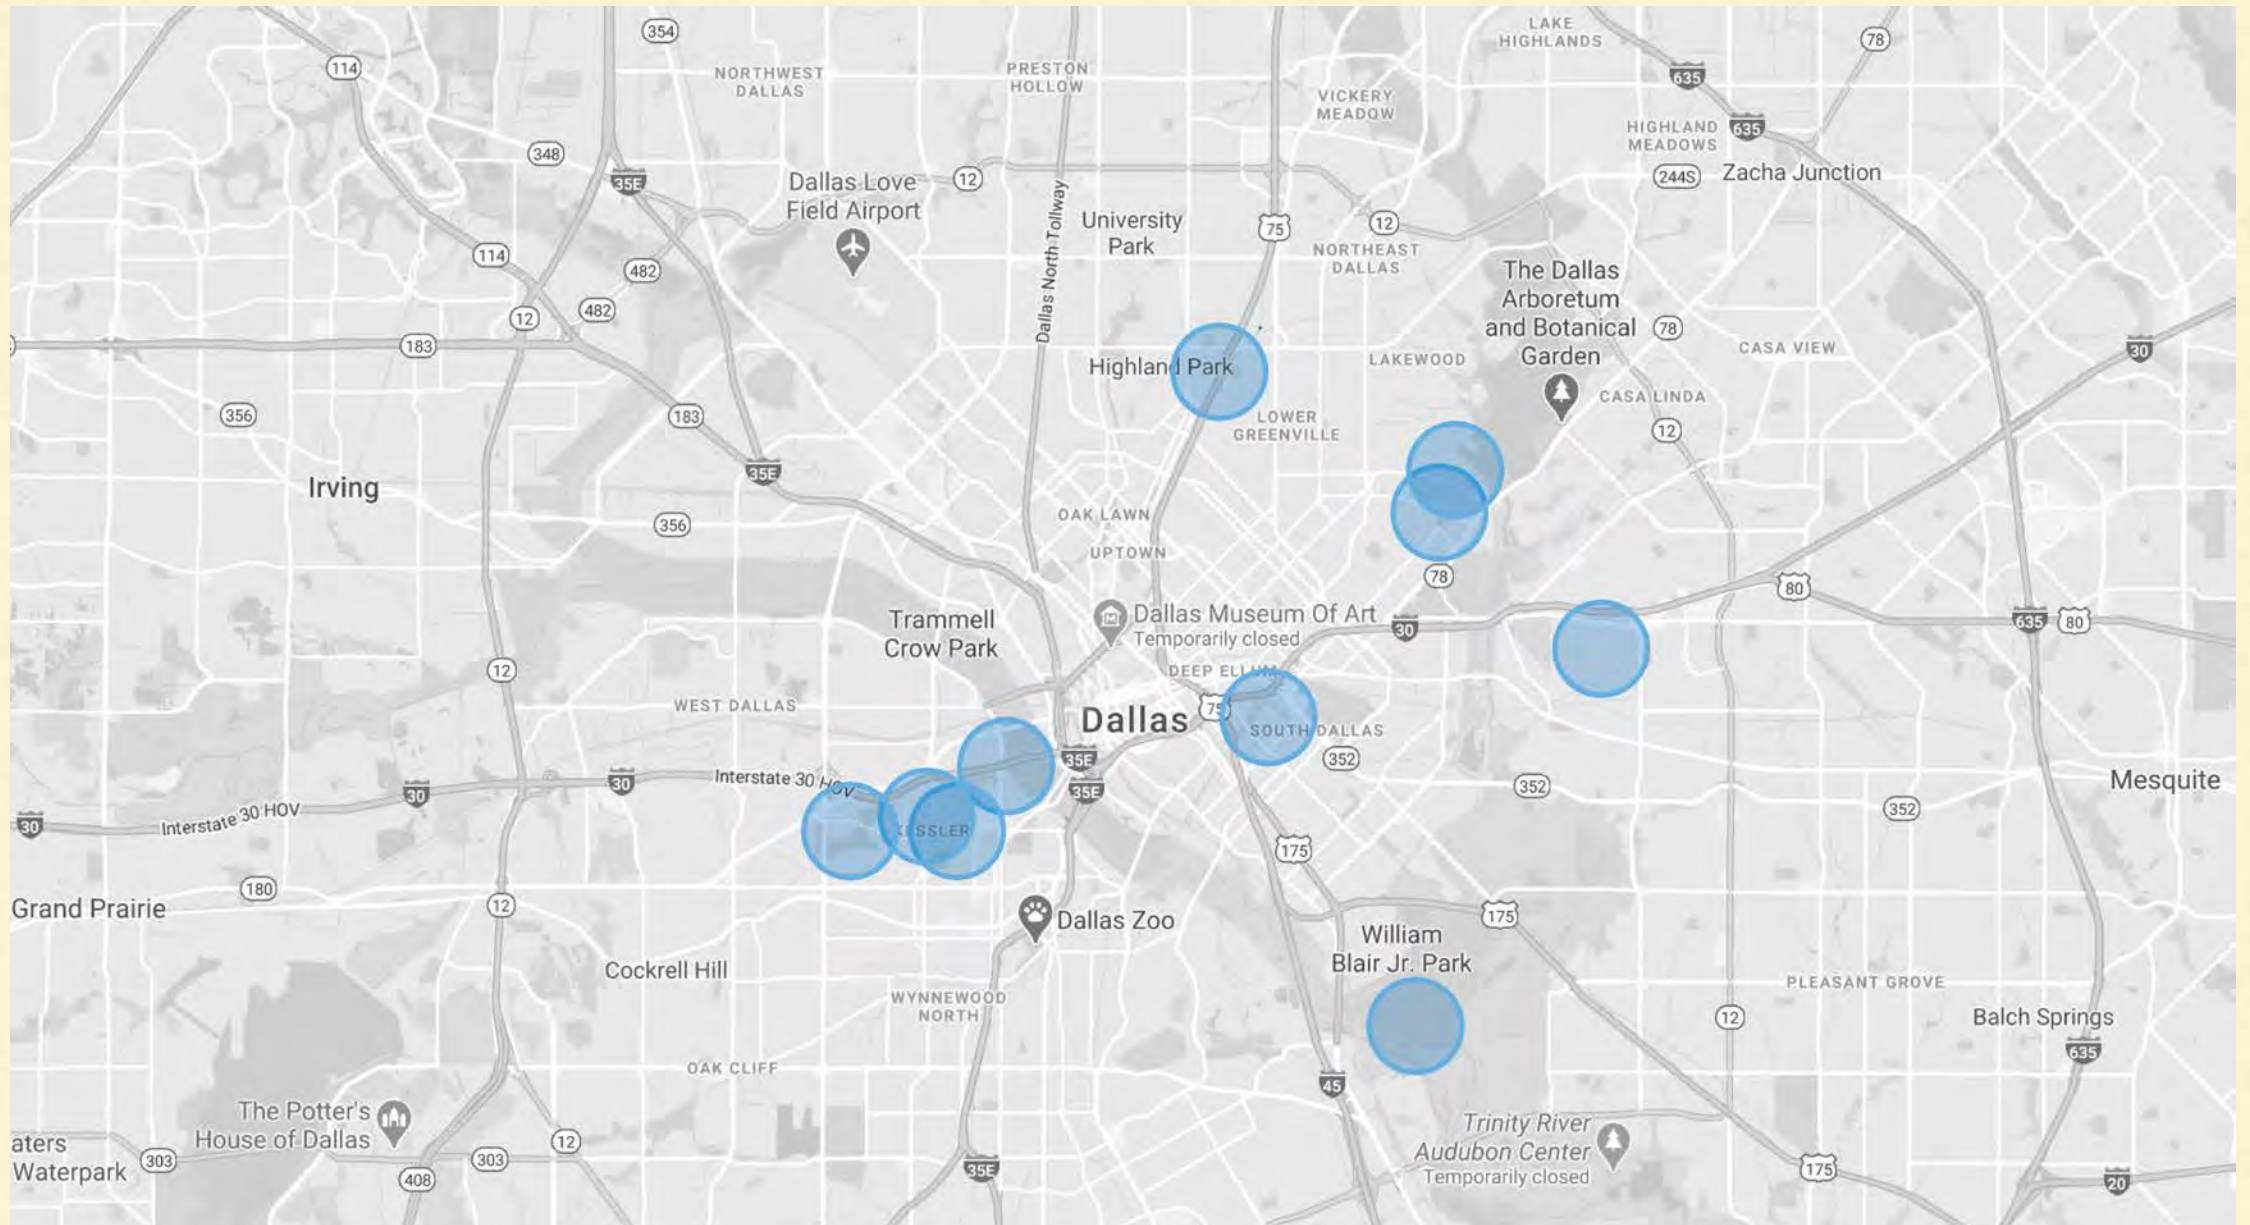 354
LAKE
HIGHLANDS
78
114
NORTHWEST
DALLAS
PRESTON
HOLLOW
635
VICKERY
MEADOW
HIGHLAND
MEADOWS
635
348
35E
Dallas Love
Field Airport
12
244S
Zacha Junction
Dallas North Tollway
University
Park
75
12
NORTHEAST
DALLAS
114
482
The Dallas
Arboretum
and Botanical
Garden
12
482
78
183
CASA VIEW
30
Highland Park
LAKEWOOD
CASA LINDA
356
183
LOWER
GREENVILLE
12
35E
Irving
356
OAK LAWN
UPTOWN
78
80
Trammell
Crow Park
Dallas Museum Of Art
Temporarily closed
30
635
80
12
DEEP ELLUM
WEST DALLAS
75
Dallas
SOUTH DALLAS
352
35E
30
30
Interstate 30 HOV
35E
352
Mesquite
30
Interstate 30 HOV
352
KESSLER
175
180
12
Grand Prairie
Dallas Zoo
175
William
Blair Jr. Park
Cockrell Hill
PLEASANT GROVE
WYNNEWOOD
NORTH
12
Balch Springs
635
OAK CLIFF
45
The Potter's
House of Dallas
Trinity River
Audubon Center
Temporarily closed
aters
Waterpark
303
303
12
408
35E
175
20